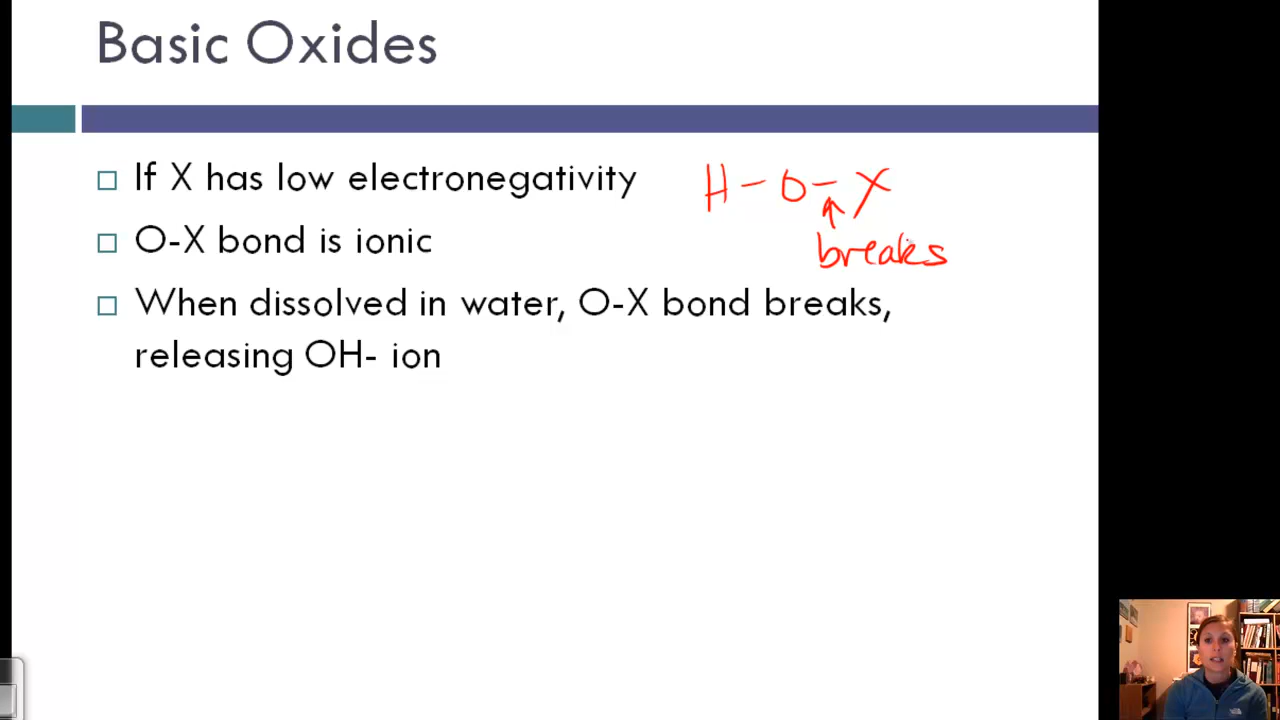 Basic Oxides
If X has low electronegativity
H - O - X
O-X bond is ionic
breaks
When dissolved in water, O-X bond breaks,
releasing OH- ion